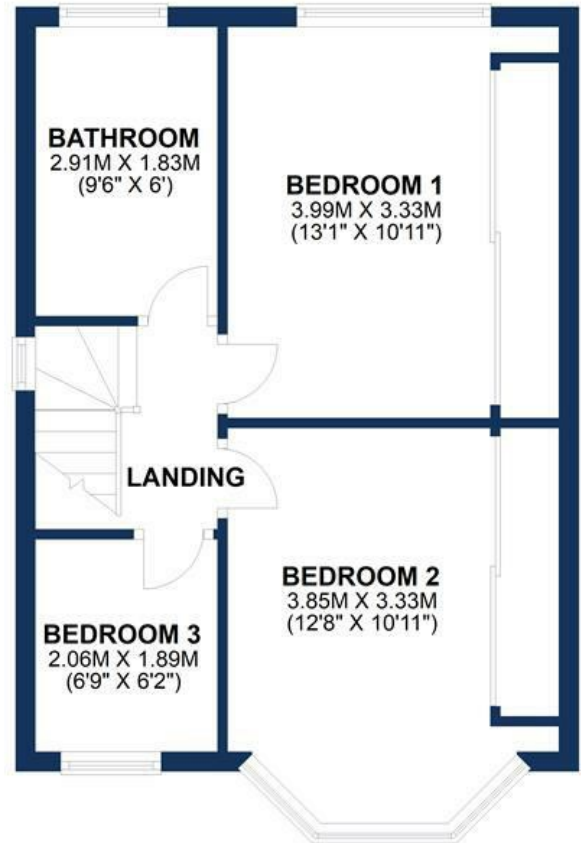 BATHROOM
2.91M X 1.83M
(9'6" X 6')
BEDROOM 1
3.99M X 3.33M
(13'1" X 10'11")
LANDING
BEDROOM 2
3.85M X 3.33M
(12'8" X 10'11")
BEDROOM 3
2.06M X 1.89M
(6'9" X 6'2")